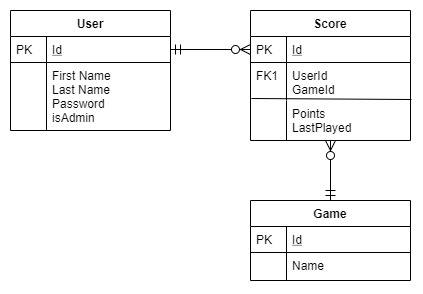 User
PK Id
First Name
Last Name
Password
isAdmin
Score
PK Id
FK1 UserId
GameId
Points
LastPlayed
Game
PK Id
Name